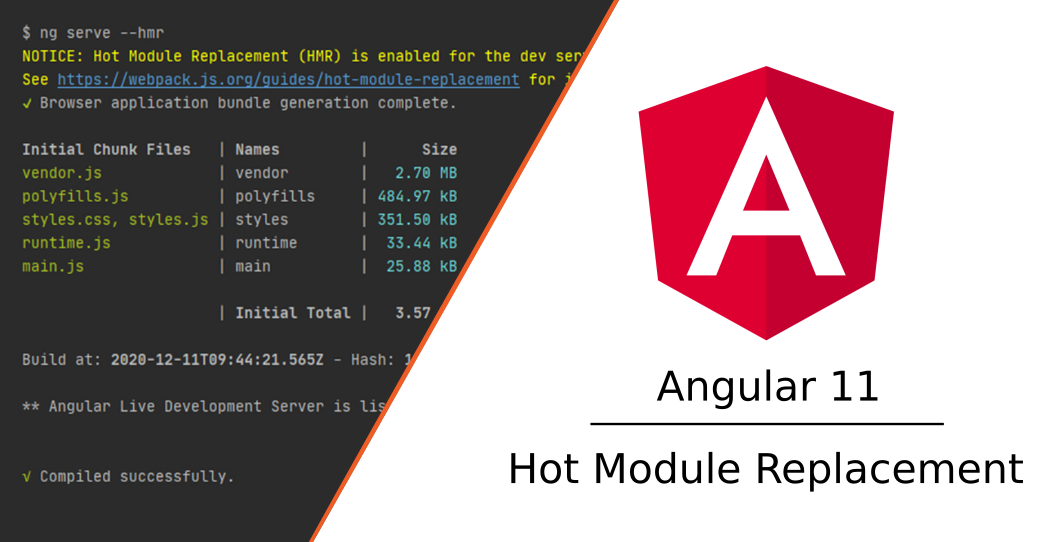 $ ng serve --hmr
NOTICE: Hot Module Replacement (HMR) is enabled for the dev
See https://webpack.js.org/guides/hot-module-replacement for
✓ Browser application bundle generation complete.
Initial Chunk Files | Names | Size
vendor.js | vendor | 2.70 MB
polyfills.js | polyfills | 484.97 kB
styles.css, styles.js | styles | 351.50 kB
runtime.js | runtime | 33.44 kB
main.js | main | 25.88 kB
| Initial Total | 3.57
Build at: 2020-12-11T09:44:21.565Z - Hash:
** Angular Live Development Server is
√ Compiled successfully.
Angular 11
Hot Module Replacement